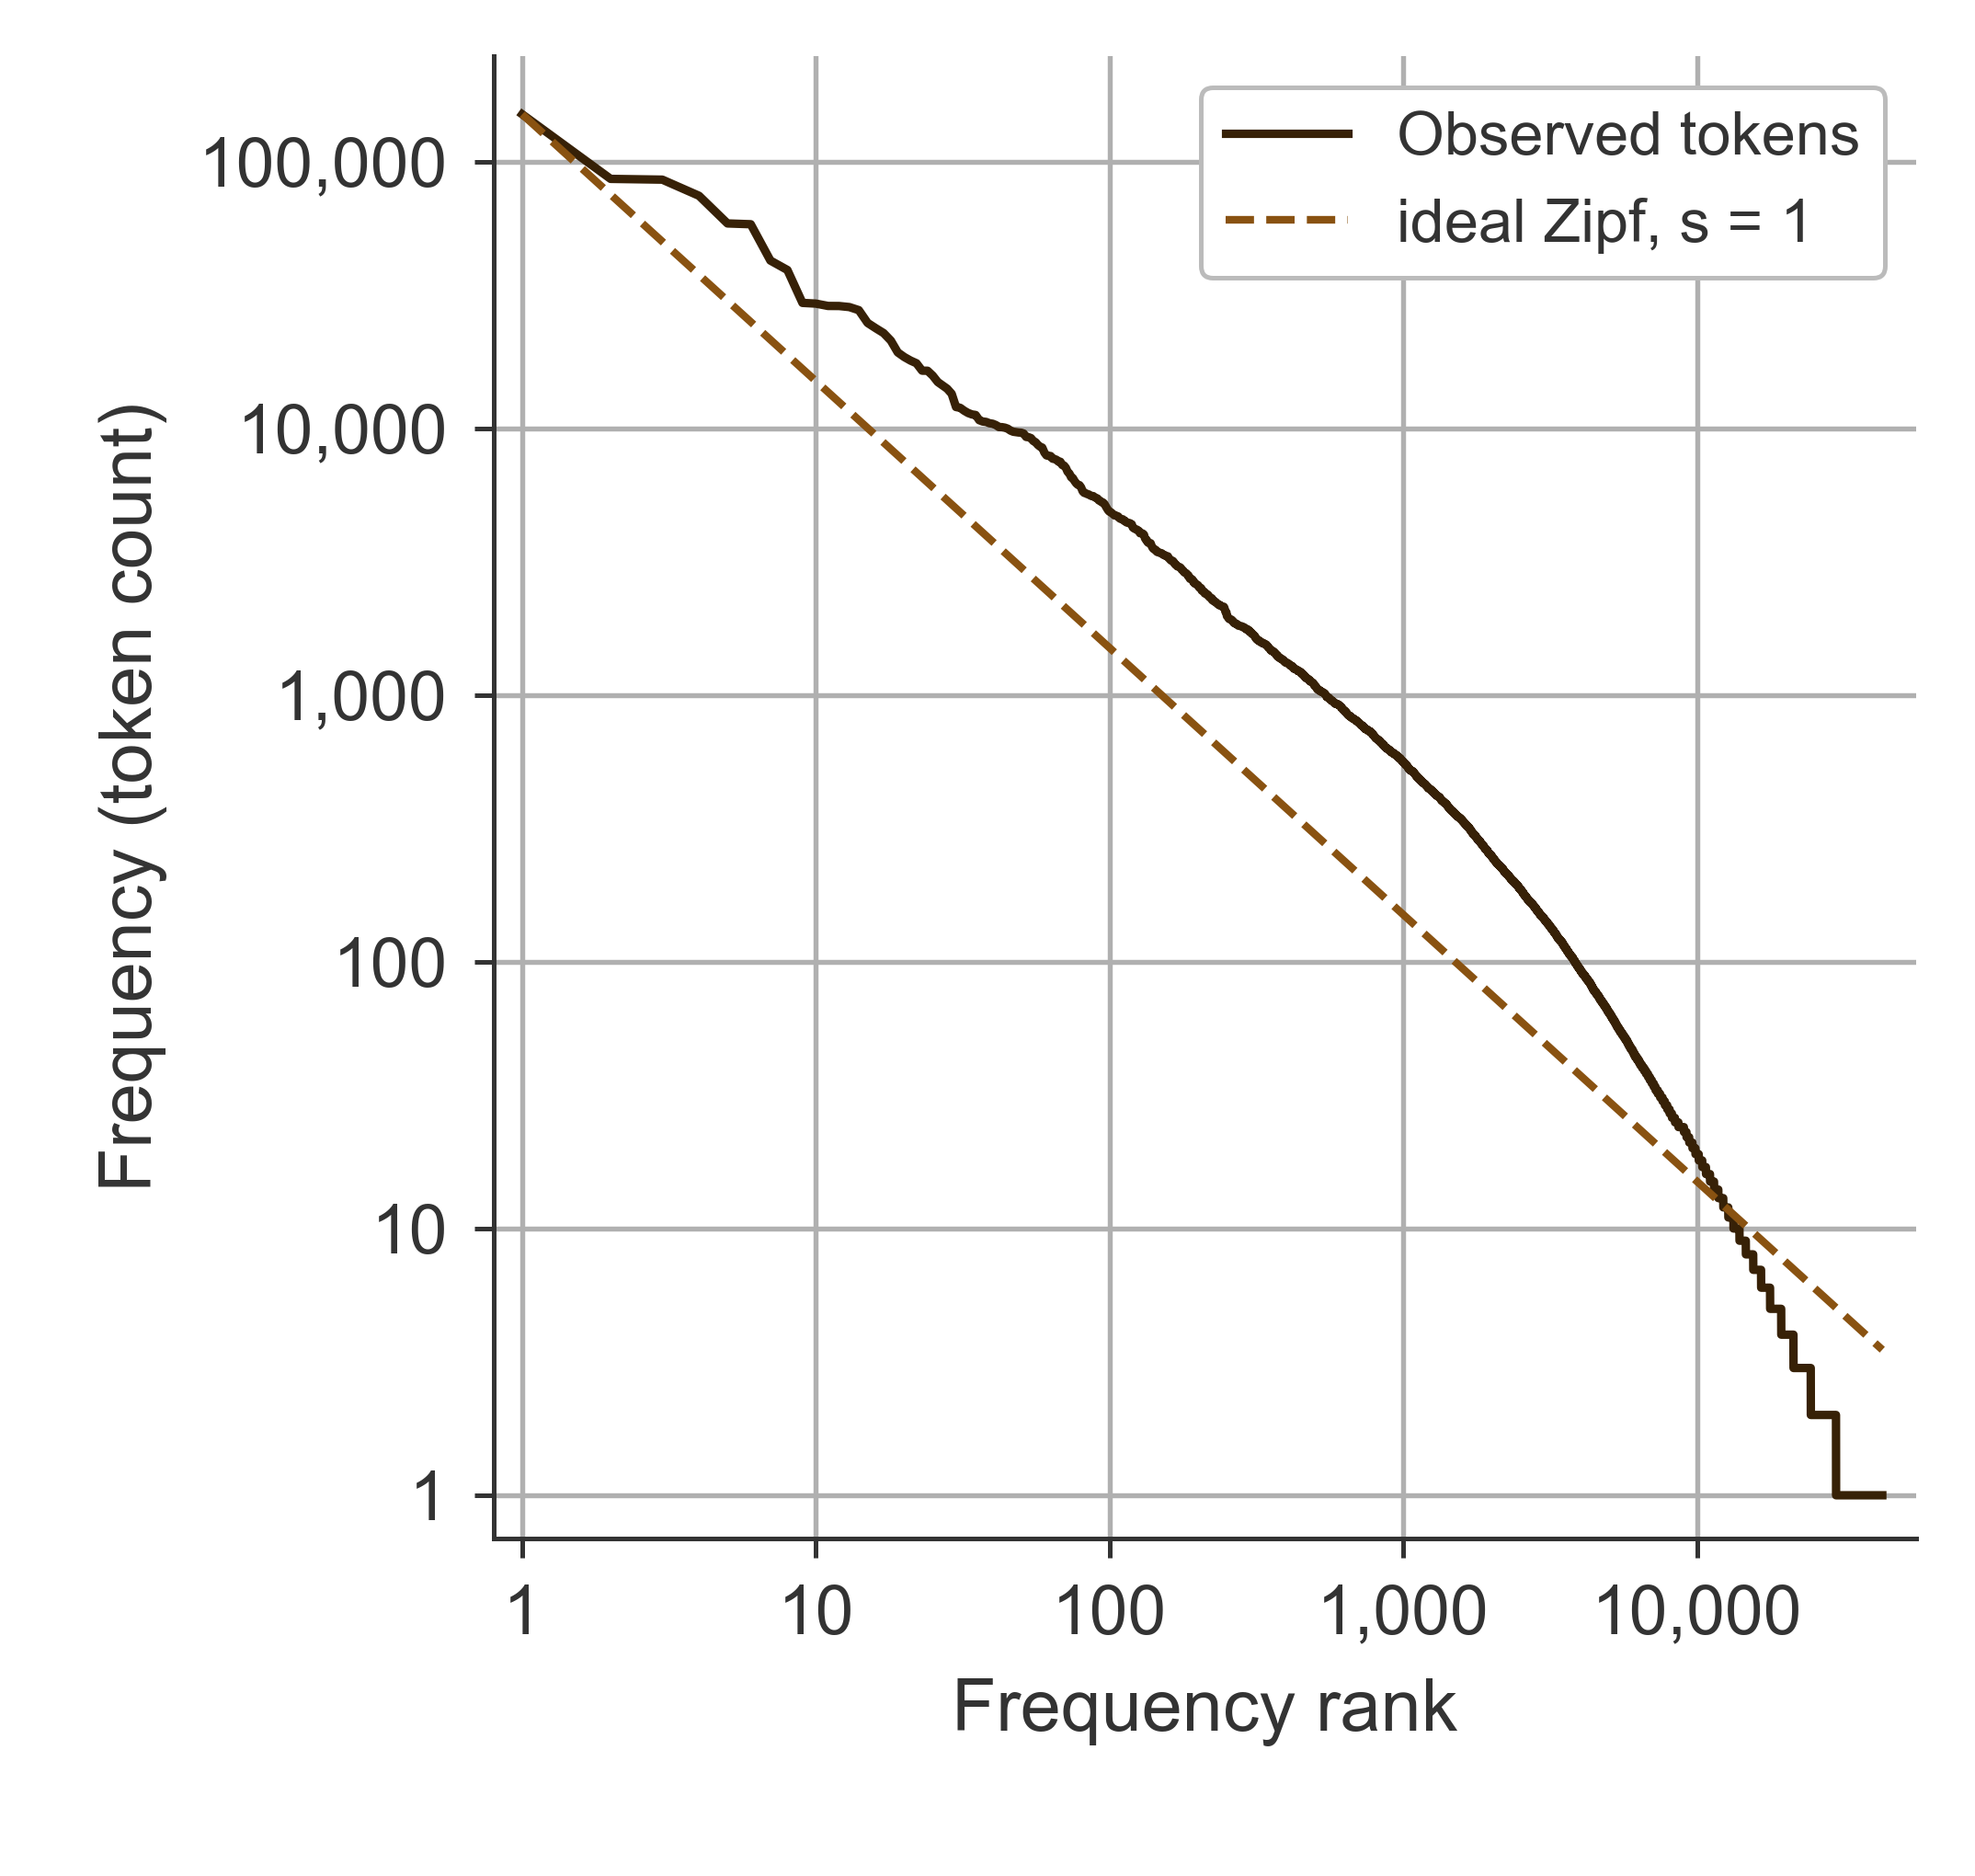 Observed tokens
ideal Zipf, s = 1
Frequency (token count)
100,000
10,000
1,000
100
10
1
1
10
100
1,000
10,000
Frequency rank